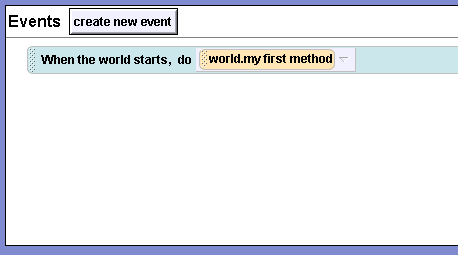 Events create new event
When the world starts, do world.my first method